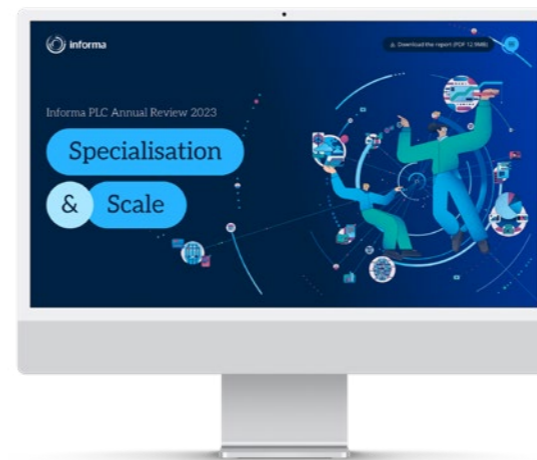 informa
Download the report (PDF 12.9MB)
Informa PLC Annual Review 2023
Specialisation
& Scale